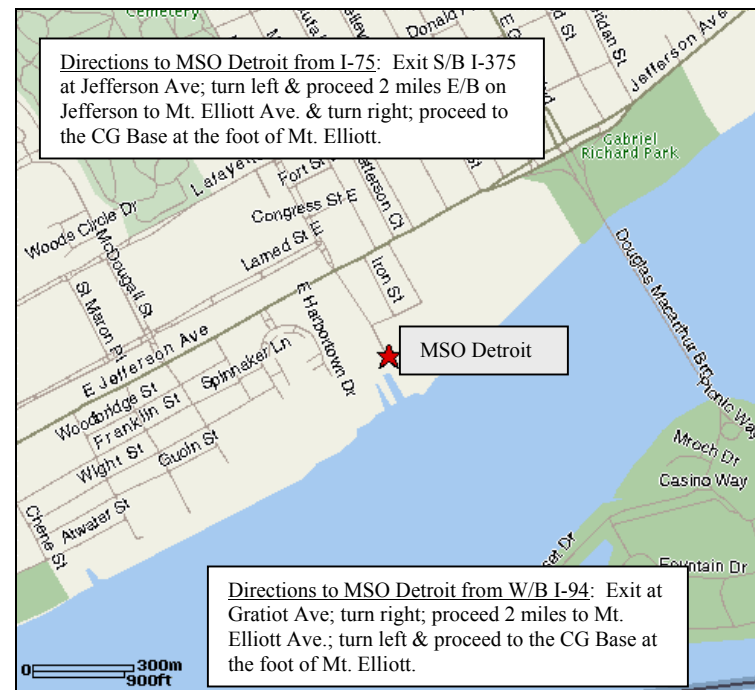 Cemetery
Donald
Directions to MSO Detroit from I-75: Exit S/B I-375
at Jefferson Ave; turn left & proceed 2 miles E/B on
Jefferson to Mt. Elliott Ave. & turn right; proceed to
the CG Base at the foot of Mt. Elliott.
Jefferson Ave
Gabriel
Richard Park
Fort St
Congress St E
Woods Circle Dr
McDougall St
Larned St E
Iron St
St Maron Pl
E Harbortown Dr
Douglas Macarthur Brg
MSO Detroit
E Jefferson Ave
Spinnaker Ln
Woodbridge St
Franklin St
Wight St
Guoin St
Picnic Way
Mroch Dr
Casino Way
Atwater St
Chene St
Fountain Dr
Directions to MSO Detroit from W/B I-94: Exit at
Gratiot Ave; turn right; proceed 2 miles to Mt.
Elliott Ave.; turn left & proceed to the CG Base at
the foot of Mt. Elliott.
0 300m
900ft